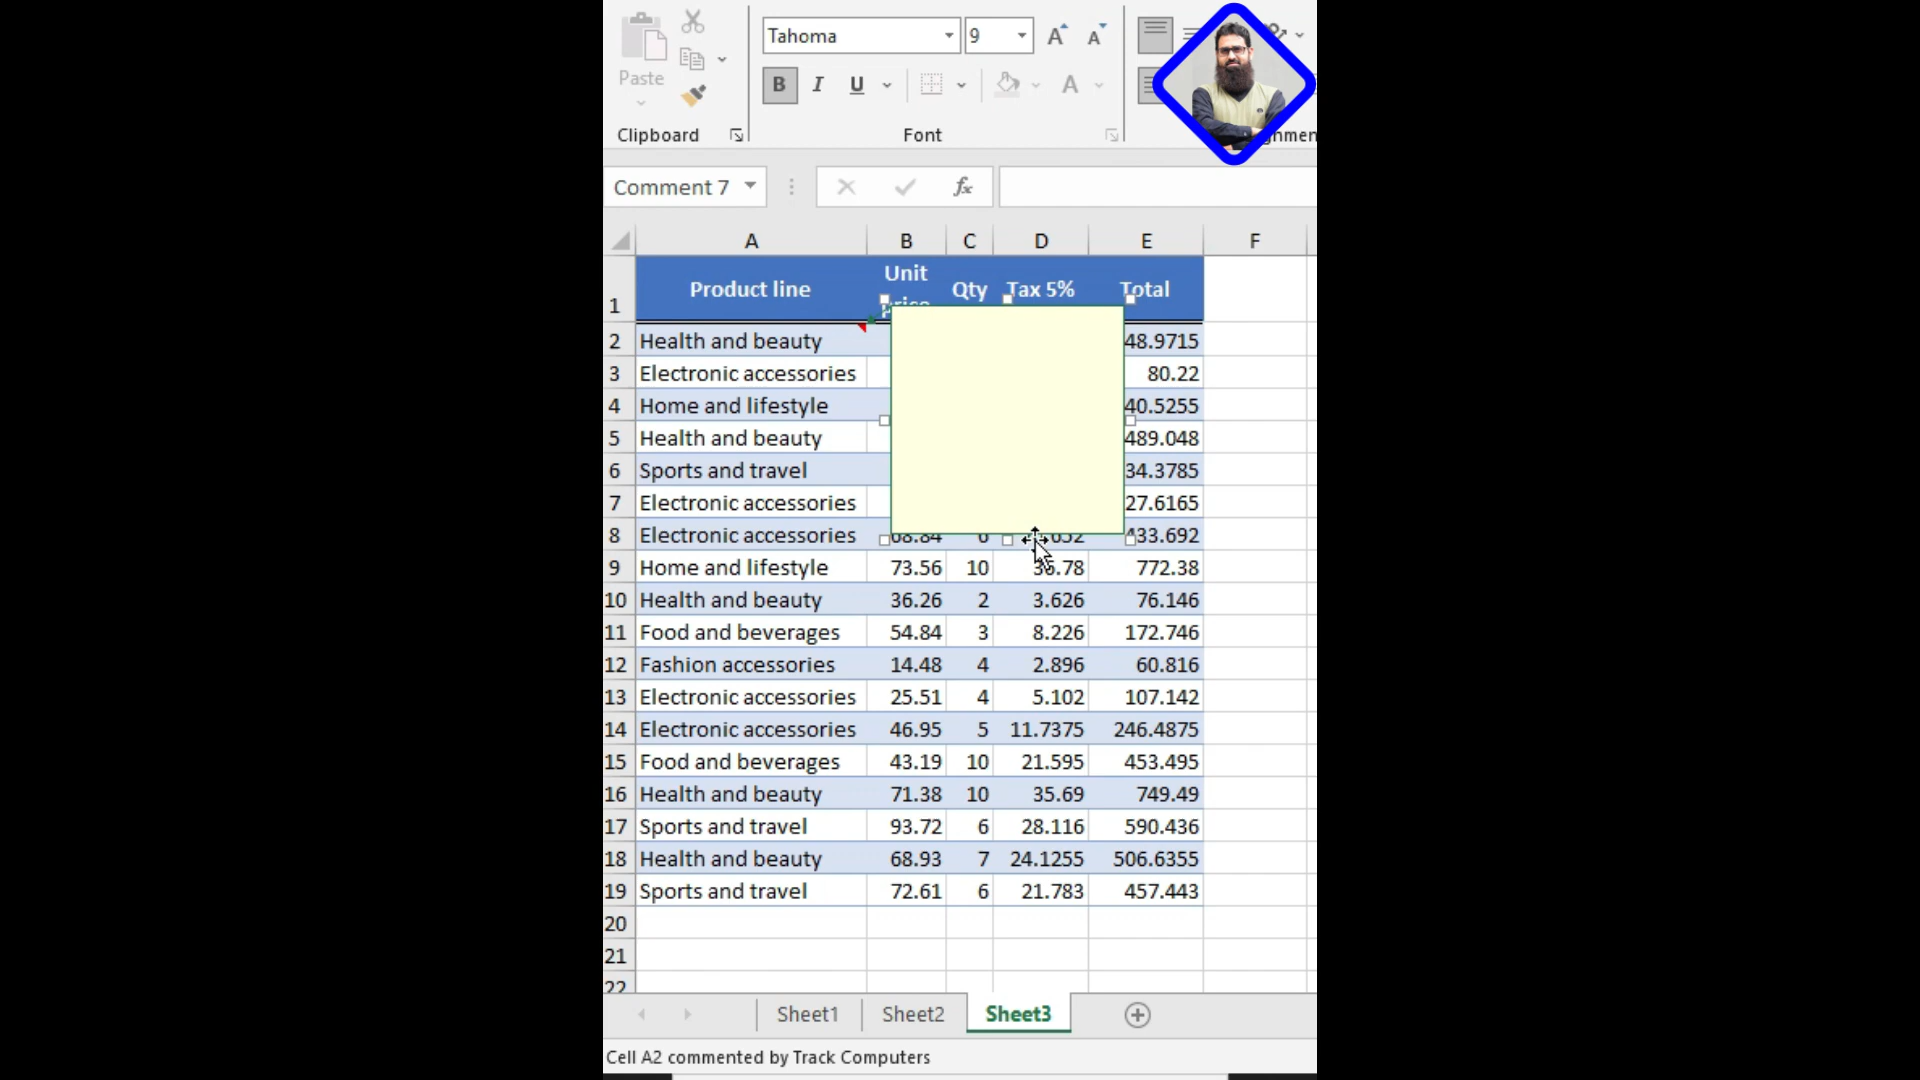 Tahoma 9 A A
Paste
B I U A
Clipboard Font
Comment 7 fx
A B C D E F
1 Product line Unit Qty Tax 5% Total
2 Health and beauty 48.9715
3 Electronic accessories 80.22
4 Home and lifestyle 40.5255
5 Health and beauty 489.048
6 Sports and travel 34.3785
7 Electronic accessories 27.6165
8 Electronic accessories 68.84 6 433.692
9 Home and lifestyle 73.56 10 36.78 772.38
10 Health and beauty 36.26 2 3.626 76.146
11 Food and beverages 54.84 3 8.226 172.746
12 Fashion accessories 14.48 4 2.896 60.816
13 Electronic accessories 25.51 4 5.102 107.142
14 Electronic accessories 46.95 5 11.7375 246.4875
15 Food and beverages 43.19 10 21.595 453.495
16 Health and beauty 71.38 10 35.69 749.49
17 Sports and travel 93.72 6 28.116 590.436
18 Health and beauty 68.93 7 24.1255 506.6355
19 Sports and travel 72.61 6 21.783 457.443
20
21
22
Sheet1 Sheet2 Sheet3
Cell A2 commented by Track Computers